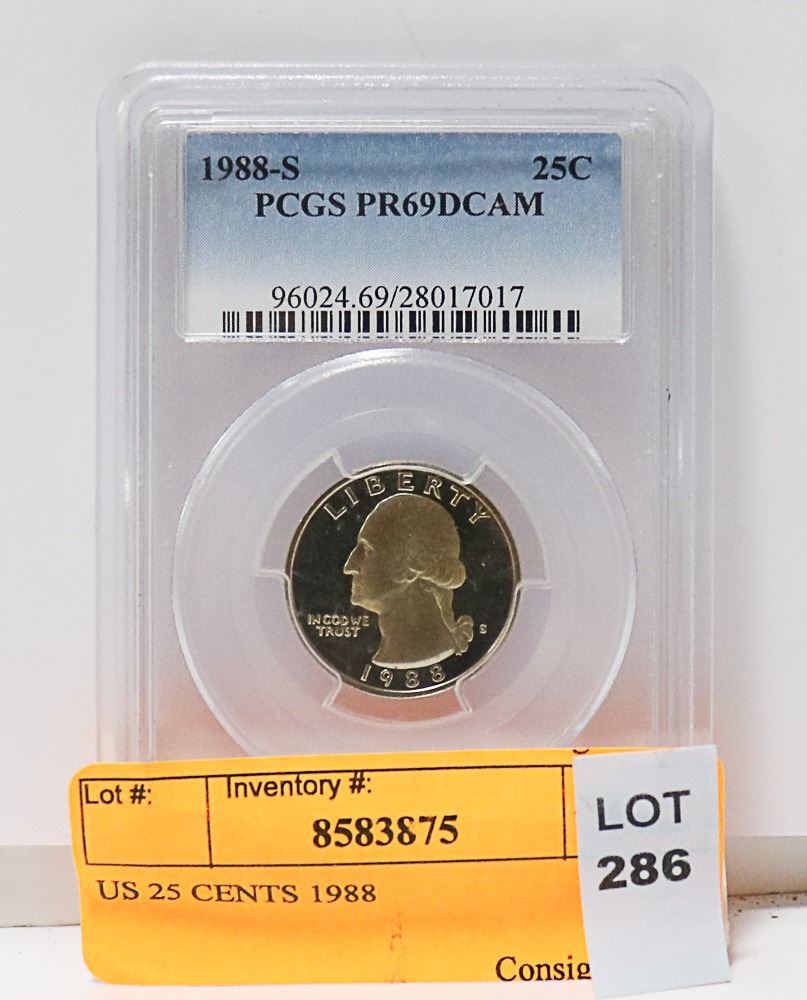 1988-S 25C
PCGS PR69DCAM
96024.69/28017017
LIBERTY
IN GOD WE
TRUST
S
1988
Lot #: Inventory #:
8583875
LOT
286
US 25 CENTS 1988